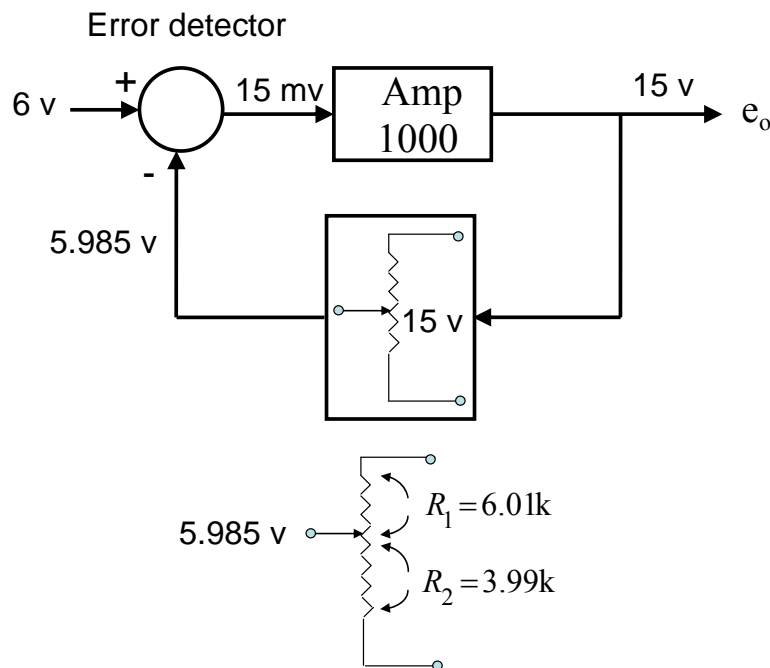 Error detector
+
6 v
15 mv
Amp
1000
15 v
e₀
-
5.985 v
15 v
R₁ = 6.01k
5.985 v
R₂ = 3.99k